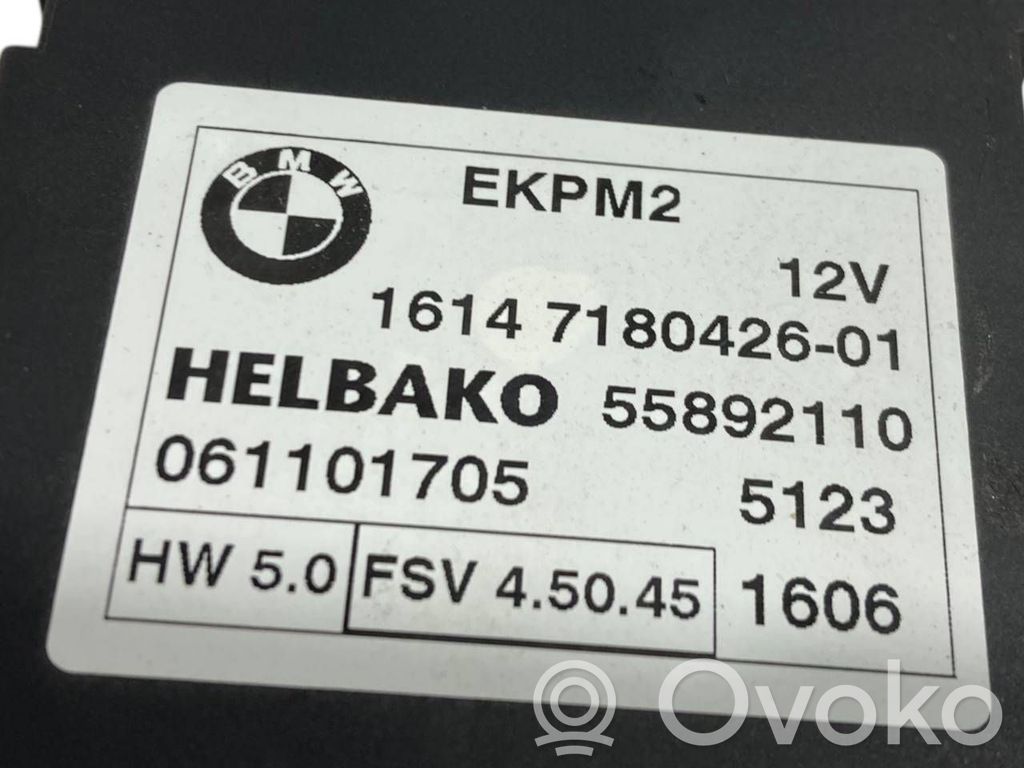 BMW
EKPM2
12V
1614 7180426-01
HELBAKO 55892110
061101705 5123
HW 5.0 FSV 4.50.45 1606
Ovoko